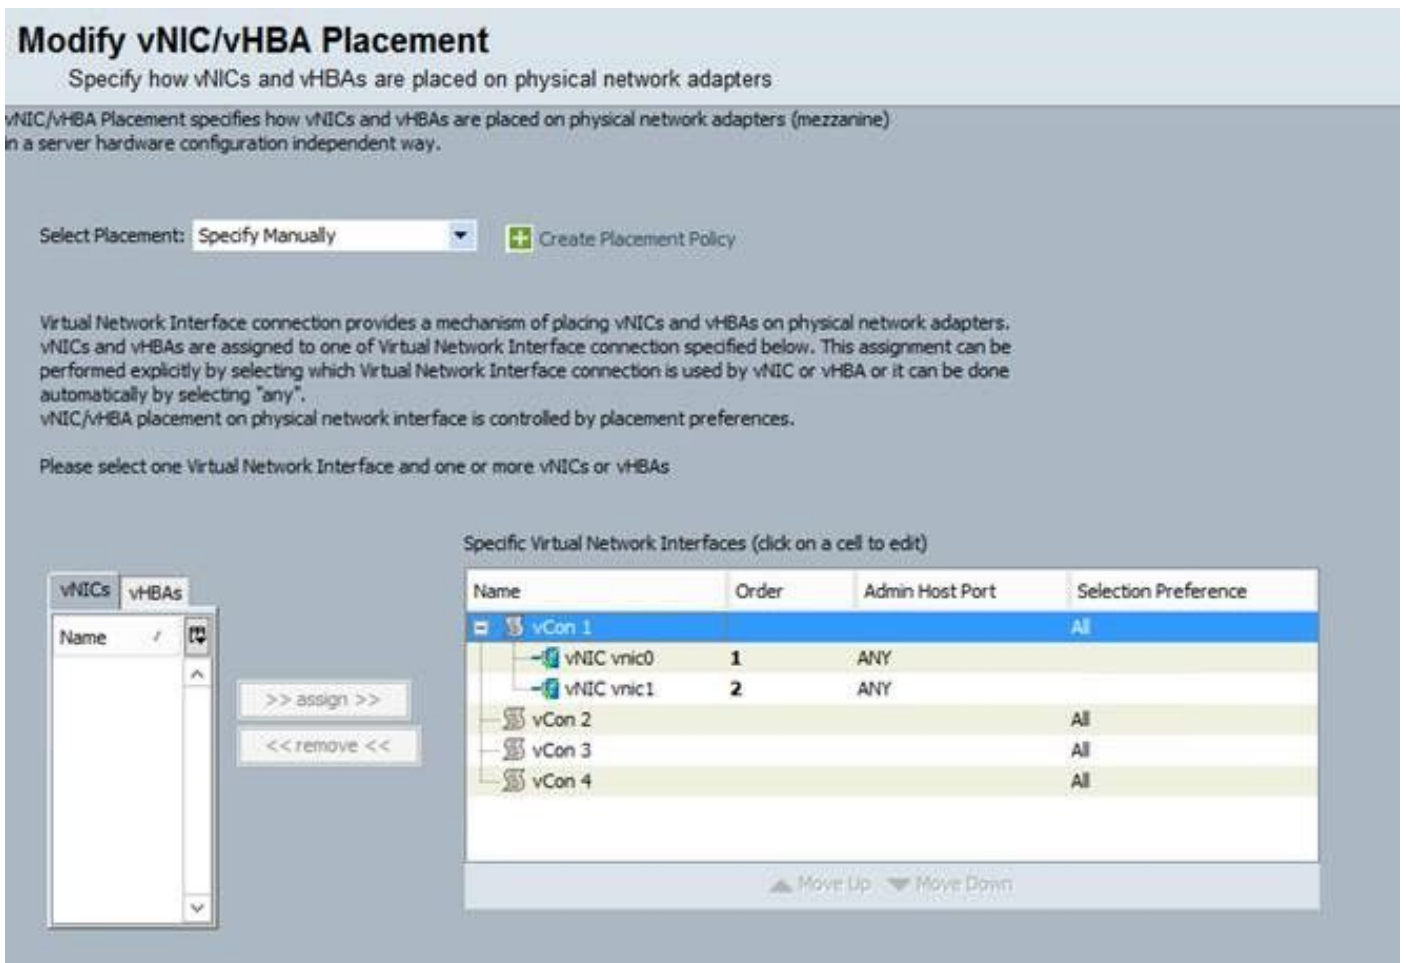 Modify vNIC/vHBA Placement
Specify how vNICs and vHBAs are placed on physical network adapters
vNIC/vHBA Placement specifies how vNICs and vHBAs are placed on physical network adapters (mezzanine)
in a server hardware configuration independent way.
Select Placement: Specify Manually Create Placement Policy
Virtual Network Interface connection provides a mechanism of placing vNICs and vHBAs on physical network adapters.
vNICs and vHBAs are assigned to one of Virtual Network Interface connection specified below. This assignment can be
performed explicitly by selecting which Virtual Network Interface connection is used by vNIC or vHBA or it can be done
automatically by selecting "any".
vNIC/vHBA placement on physical network interface is controlled by placement preferences.
Please select one Virtual Network Interface and one or more vNICs or vHBAs
vNICs vHBAs
Name
>> assign >>
<< remove <<
Specific Virtual Network Interfaces (click on a cell to edit)
Name Order Admin Host Port Selection Preference
vCon 1 All
vNIC vnic0 1 ANY
vNIC vnic1 2 ANY
vCon 2 All
vCon 3 All
vCon 4 All
Move Up Move Down